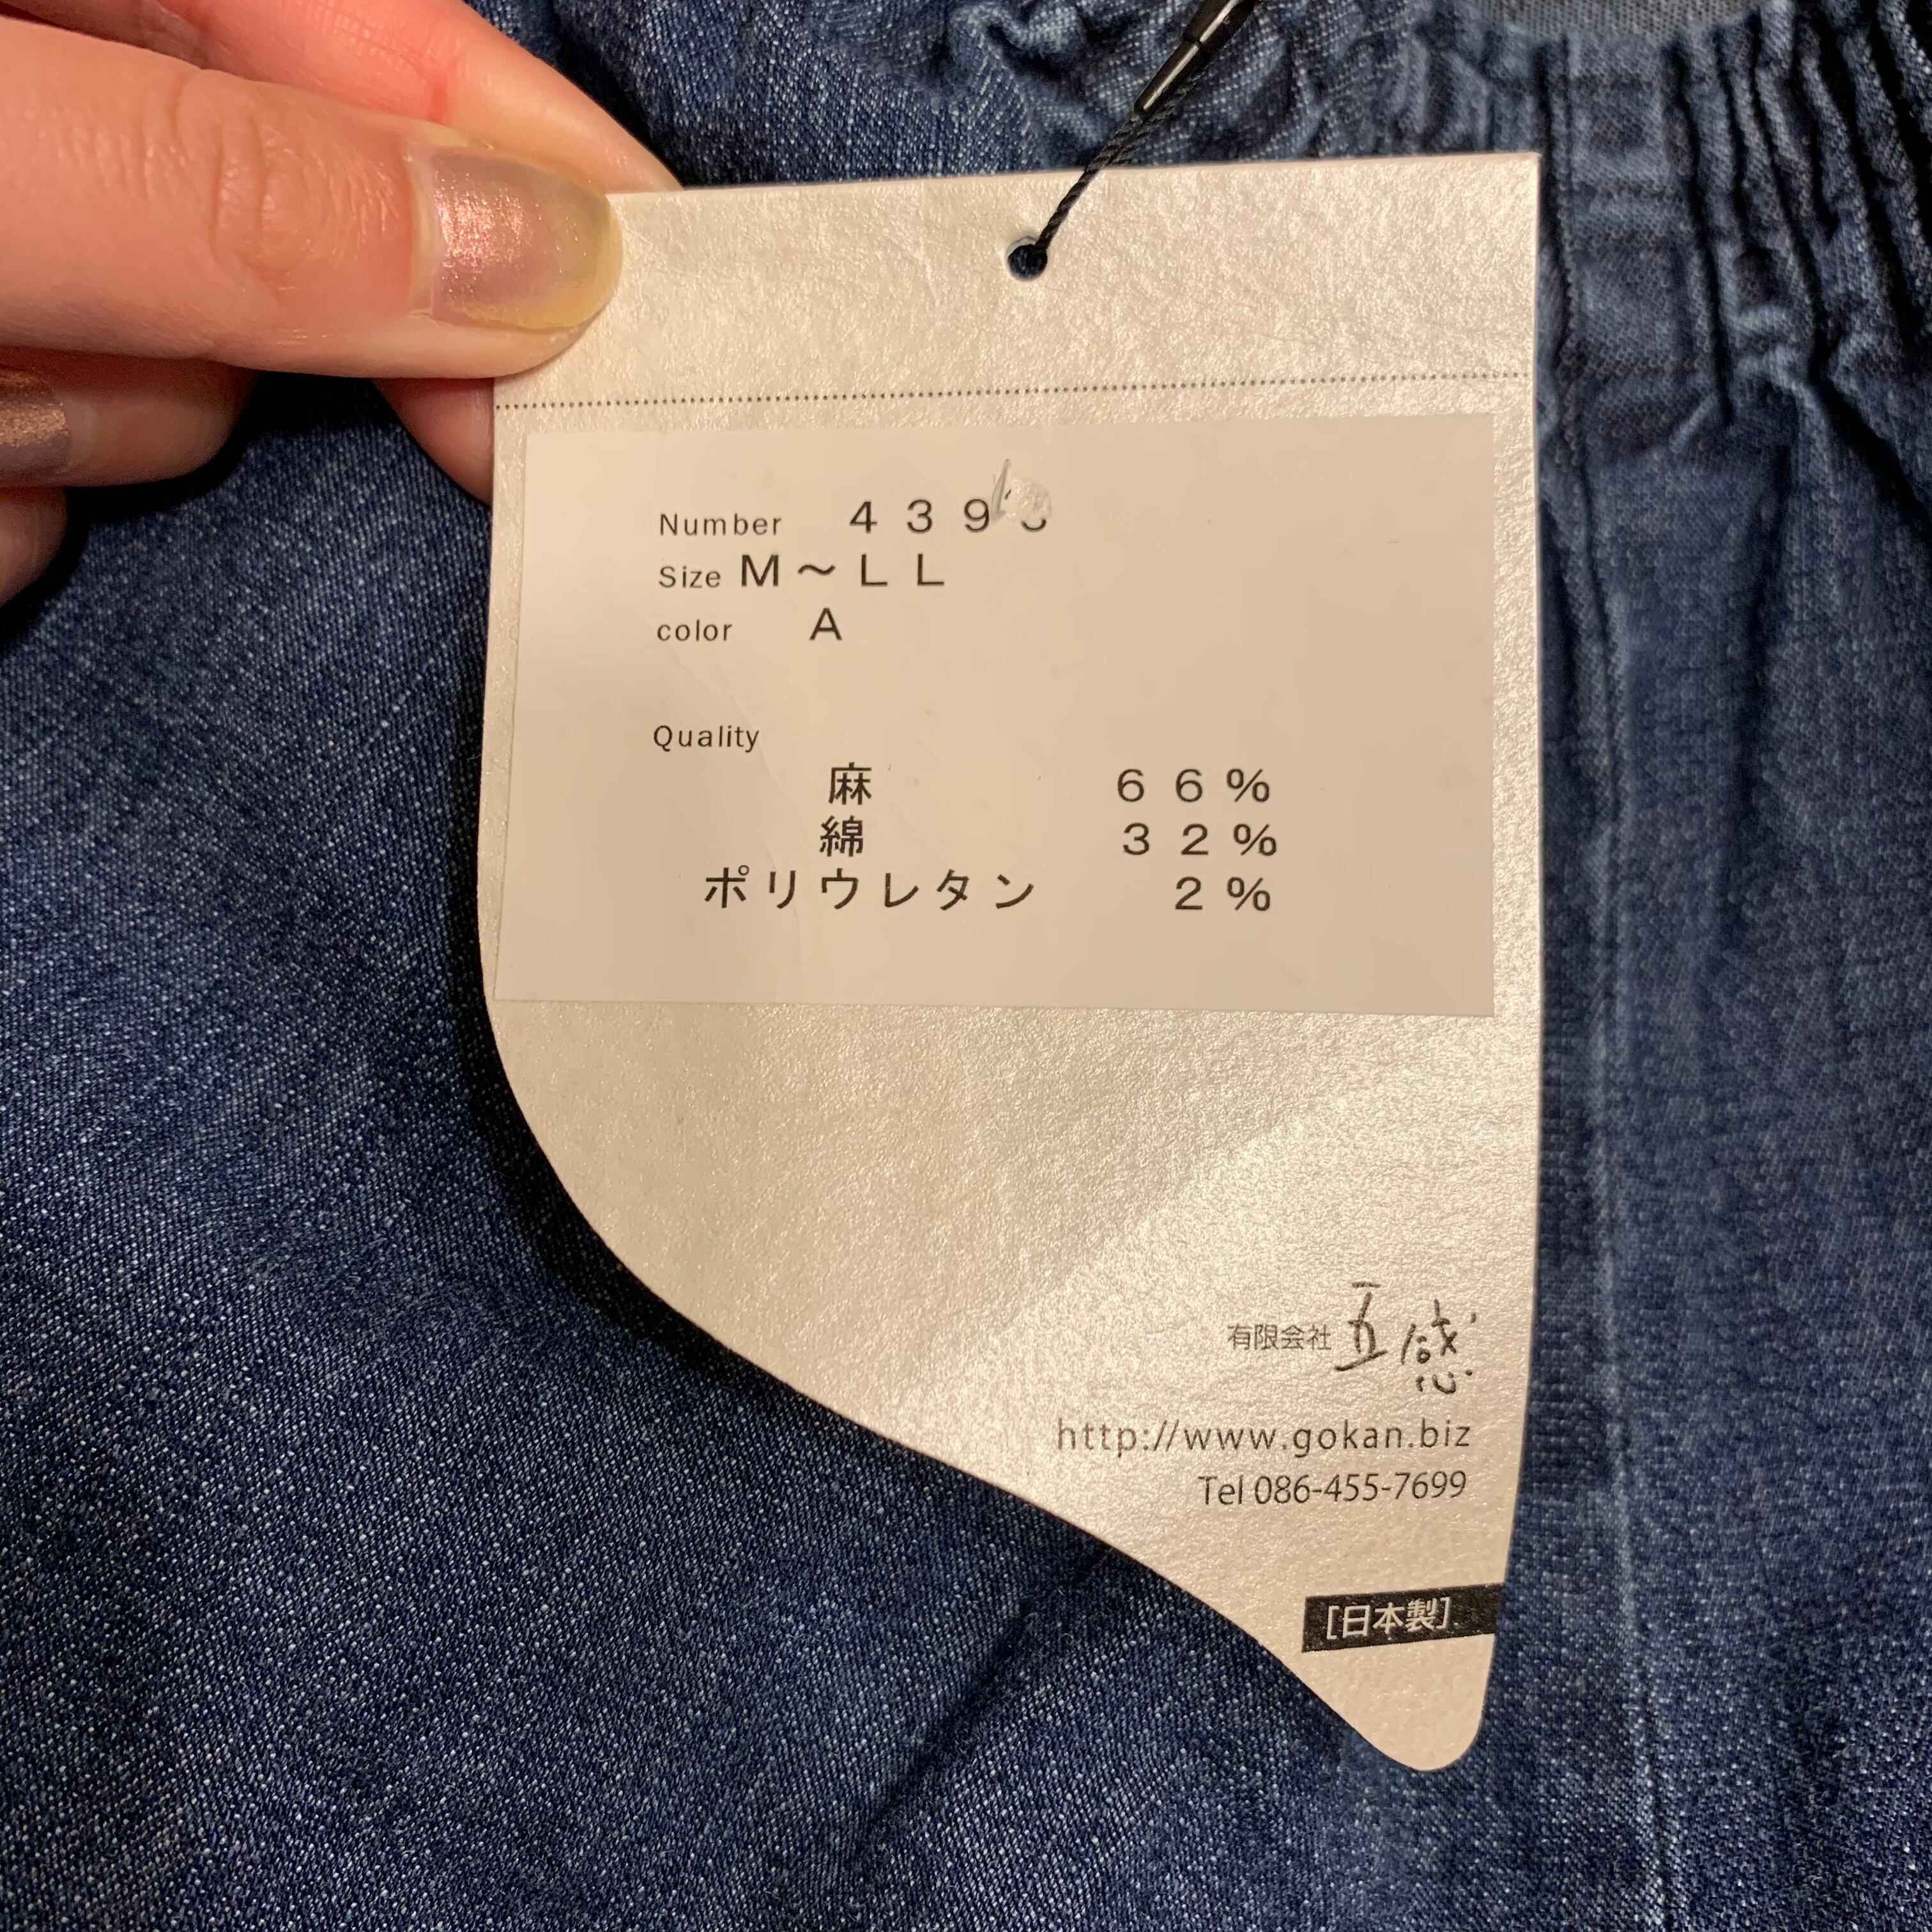 Number 439
Size M～LL
color A
Quality
麻 66%
綿 32%
ポリウレタン 2%
有限会社 五感
http://www.gokan.biz
Tel 086-455-7699
[日本製]